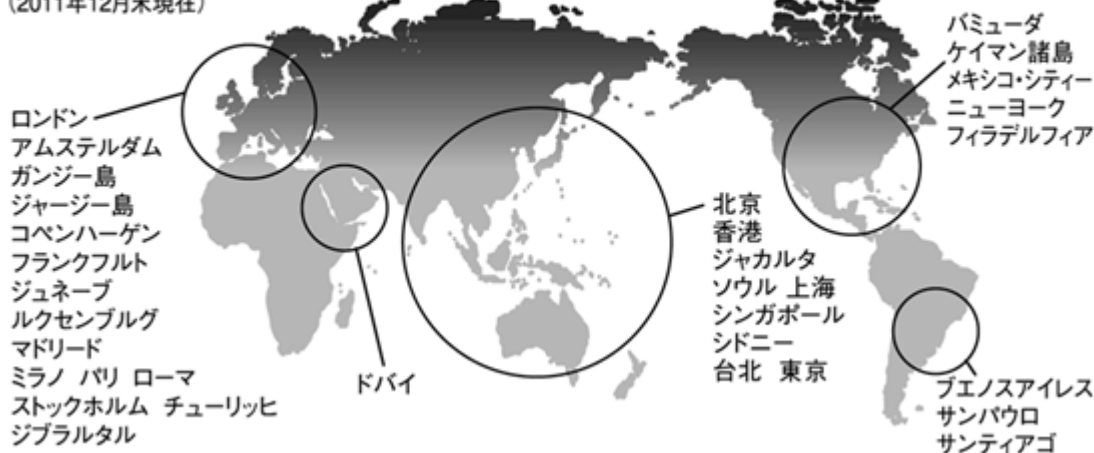 （2011年12月末現在）
ロンドン
アムステルダム
ガンジー島
ジャージー島
コペンハーゲン
フランクフルト
ジュネーブ
ルクセンブルグ
マドリード
ミラノ パリ ローマ
ストックホルム チューリッヒ
ジブラルタル
ドバイ
北京
香港
ジャカルタ
ソウル 上海
シンガポール
シドニー
台北 東京
バミューダ
ケイマン諸島
メキシコ・シティー
ニューヨーク
フィラデルフィア
ブエノスアイレス
サンパウロ
サンティアゴ